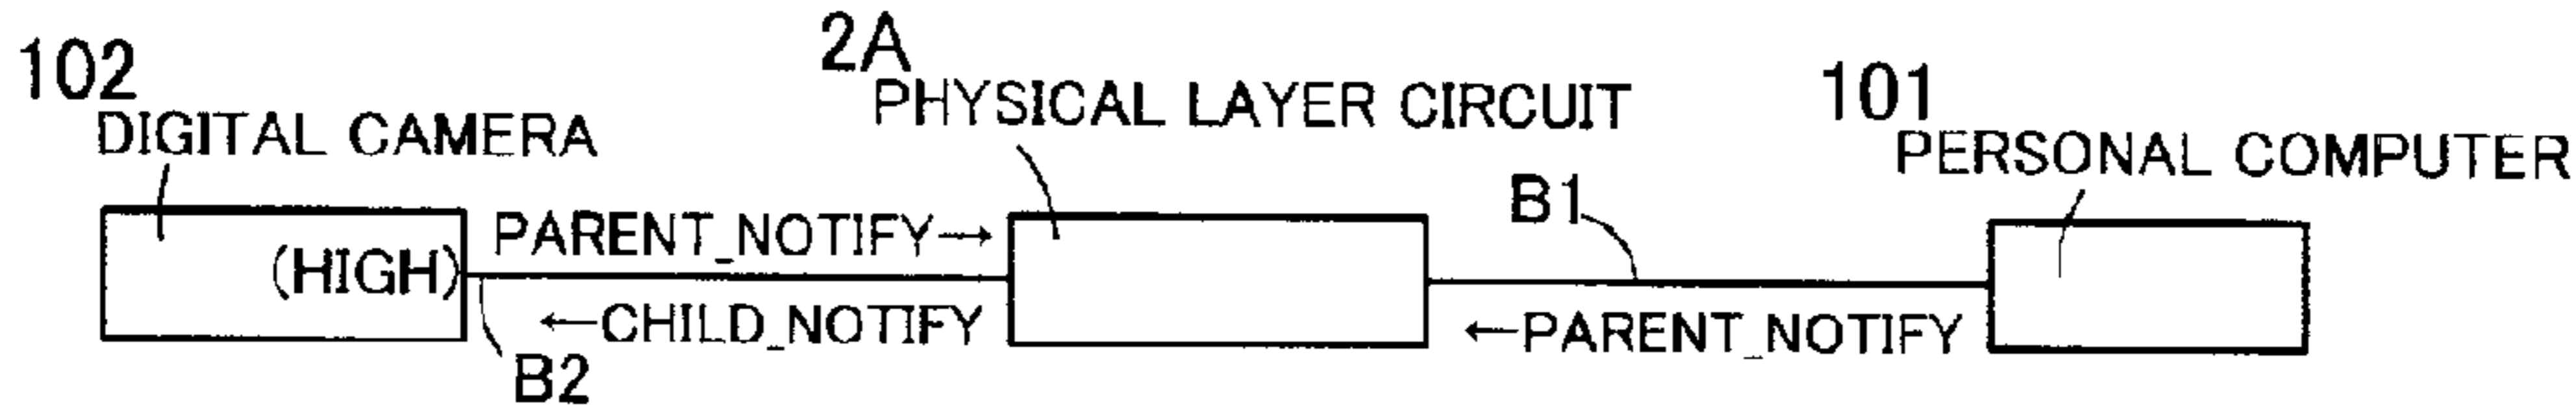 102
DIGITAL CAMERA
2A
PHYSICAL LAYER CIRCUIT
101
PERSONAL COMPUTER
(HIGH)
PARENT_NOTIFY→
←CHILD_NOTIFY
B2
B1
←PARENT_NOTIFY